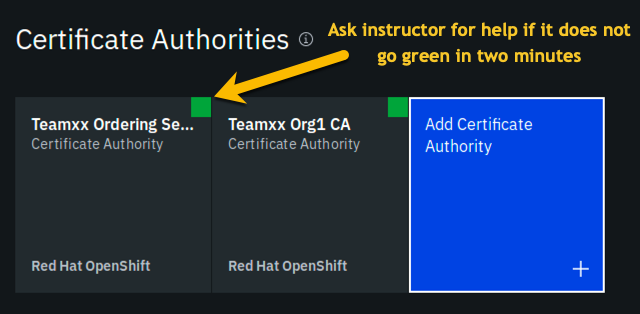 Certificate Authorities
Ask instructor for help if it does not
go green in two minutes
Teamxx Ordering Se...
Certificate Authority
Red Hat OpenShift
Teamxx Org1 CA
Certificate Authority
Red Hat OpenShift
Add Certificate
Authority